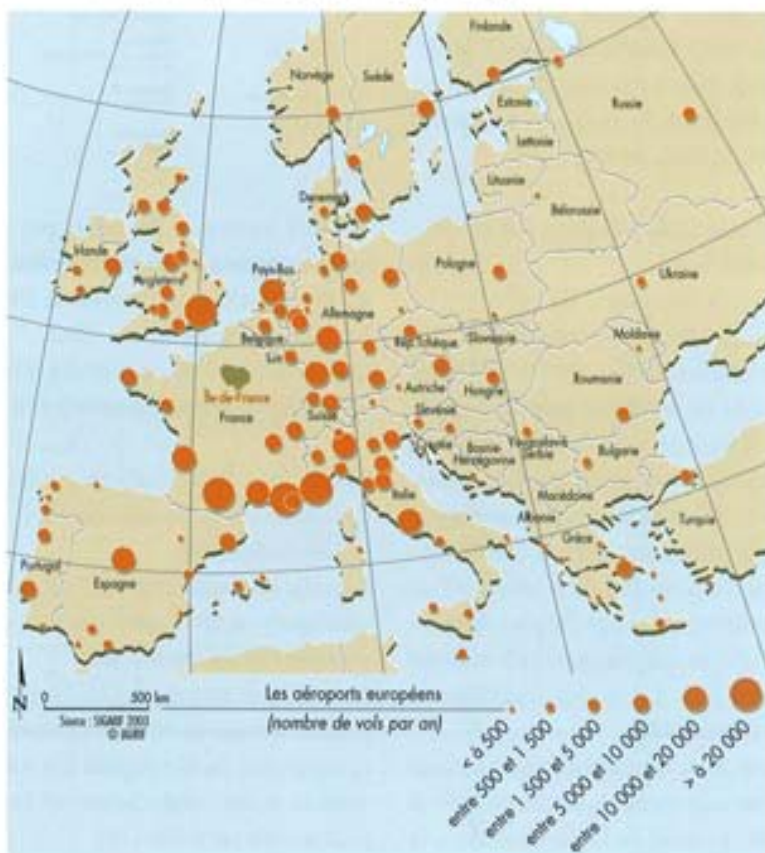 Finlande
Norvège
Suède
Estonie
Russie
Lettonie
Lituanie
Danemark
Biélorussie
Irlande
Angleterre
Pays-Bas
Pologne
Ukraine
Allemagne
Belgique
Lux
Rép. Tchèque
Slovaquie
Moldavie
Île-de-France
France
Suisse
Autriche
Hongrie
Roumanie
Slovénie
Croatie
Bosnie-
Herzégovine
Yougoslavie
Serbie
Bulgarie
Italie
Macédoine
Albanie
Turquie
Grèce
Portugal
Espagne
N
0 500 km
Source : SIGARIF 2003
© IAURIF
Les aéroports européens
(nombre de vols par an)
< à 500
entre 500 et 1 500
entre 1 500 et 5 000
entre 5 000 et 10 000
entre 10 000 et 20 000
> à 20 000